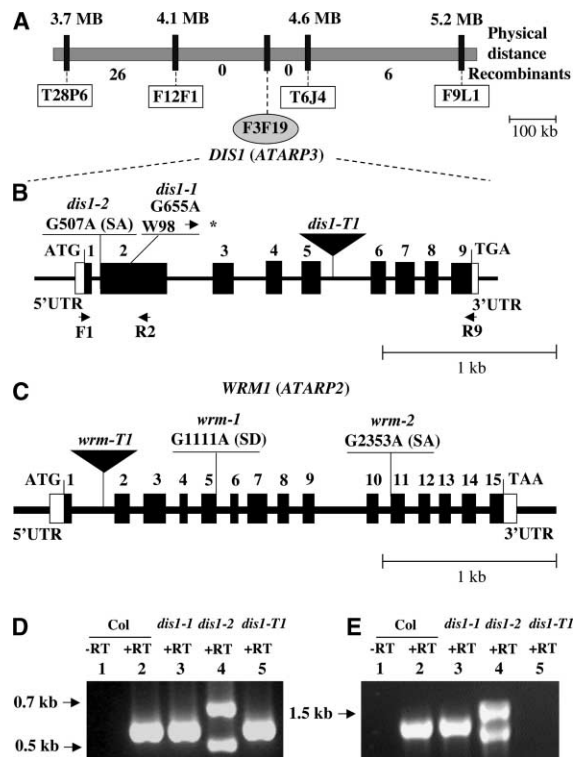 A
3.7 MB 4.1 MB 4.6 MB 5.2 MB
Physical distance
26 0 0 6 Recombinants
T28P6 F12F1 T6J4 F9L1
F3F19
100 kb
DIS1 (ATARP3)
B
dis1-1
dis1-2 G655A
G507A (SA) W98 *
dis1-T1
ATG 1 2 3 4 5 6 7 8 9 TGA
5'UTR 3'UTR
F1 R2 R9
1 kb
C
WRM1 (ATARP2)
wrm-1 wrm-2
wrm-T1 G1111A (SD) G2353A (SA)
ATG 1 2 3 4 5 6 7 8 9 10 11 12 13 14 15 TAA
5'UTR 3'UTR
1 kb
D
Col dis1-1 dis1-2 dis1-T1
-RT +RT +RT +RT +RT
1 2 3 4 5
0.7 kb
0.5 kb
E
Col dis1-1 dis1-2 dis1-T1
-RT +RT +RT +RT +RT
1 2 3 4 5
1.5 kb